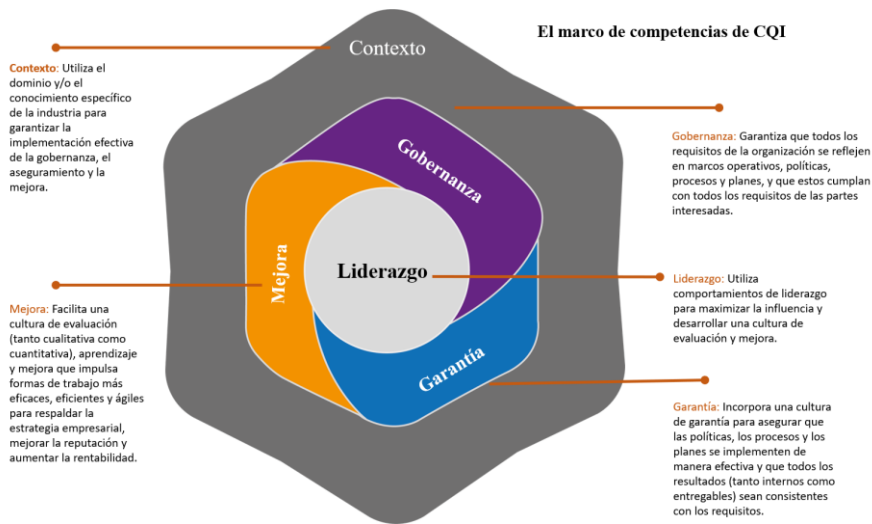 El marco de competencias de CQI
Contexto
Contexto: Utiliza el
dominio y/o el
conocimiento específico
de la industria para
garantizar la
implementación efectiva
de la gobernanza, el
aseguramiento y la
mejora.
Gobernanza
Gobernanza: Garantiza que todos los
requisitos de la organización se reflejen
en marcos operativos, políticas,
procesos y planes, y que estos cumplan
con todos los requisitos de las partes
interesadas.
Mejora
Liderazgo
Liderazgo: Utiliza
comportamientos de liderazgo
para maximizar la influencia y
desarrollar una cultura de
evaluación y mejora.
Mejora: Facilita una
cultura de evaluación
(tanto cualitativa como
cuantitativa), aprendizaje
y mejora que impulsa
formas de trabajo más
eficaces, eficientes y ágiles
para respaldar la
estrategia empresarial,
mejorar la reputación y
aumentar la rentabilidad.
Garantía
Garantía: Incorpora una cultura
de garantía para asegurar que
las políticas, los procesos y los
planes se implementen de
manera efectiva y que todos los
resultados (tanto internos como
entregables) sean consistentes
con los requisitos.